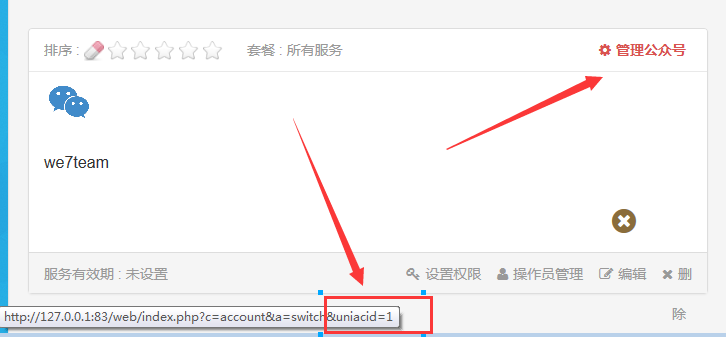 排序 : 套餐 : 所有服务 管理公众号
we7team
服务有效期 : 未设置 设置权限 操作员管理 编辑 删
除
http://127.0.0.1:83/web/index.php?c=account&a=switch&uniacid=1